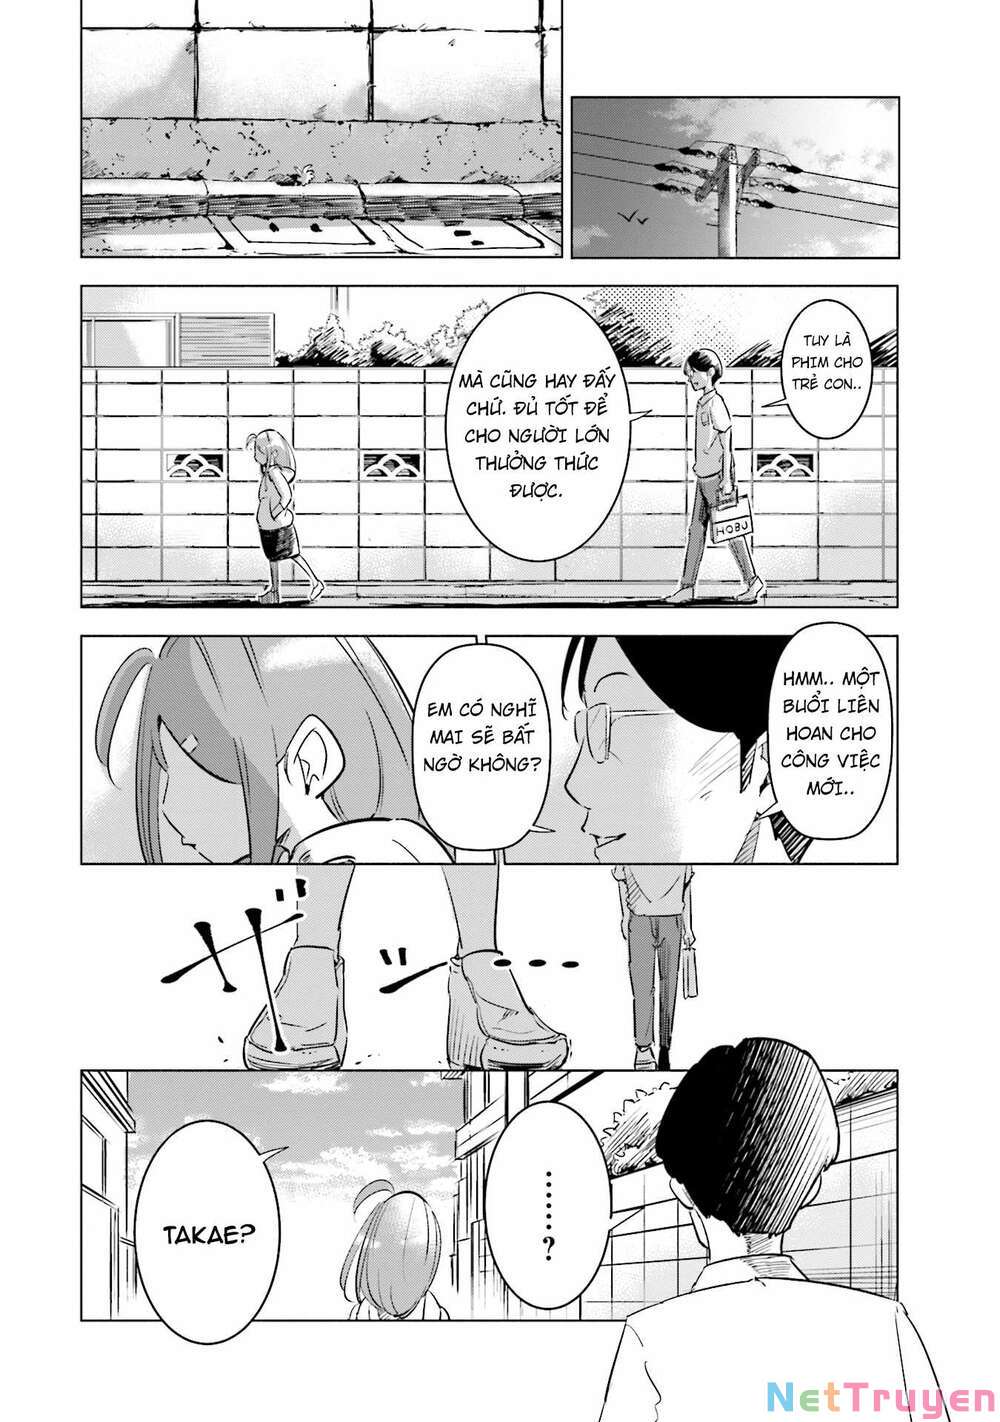 TUY LÀ
PHIM CHO
TRẺ CON..
MÀ CŨNG HAY ĐẤY
CHỨ. ĐỦ TỐT ĐỂ
CHO NGƯỜI LỚN
THƯỞNG THỨC
ĐƯỢC.
HOBU
HMM.. MỘT
BUỔI LIÊN
HOAN CHO
CÔNG VIỆC
MỚI..
EM CÓ NGHĨ
MAI SẼ BẤT
NGỜ KHÔNG?
ザッ
......?
TAKAE?
NetTruyen